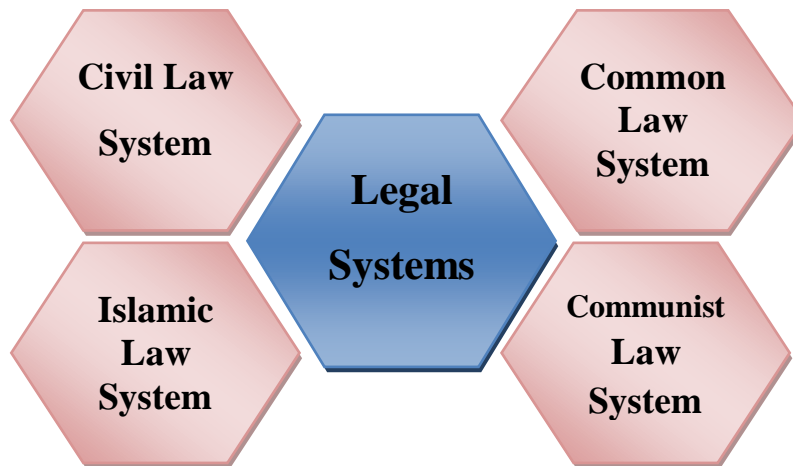 Civil Law
System
Common
Law
System
Legal
Systems
Islamic
Law
System
Communist
Law
System